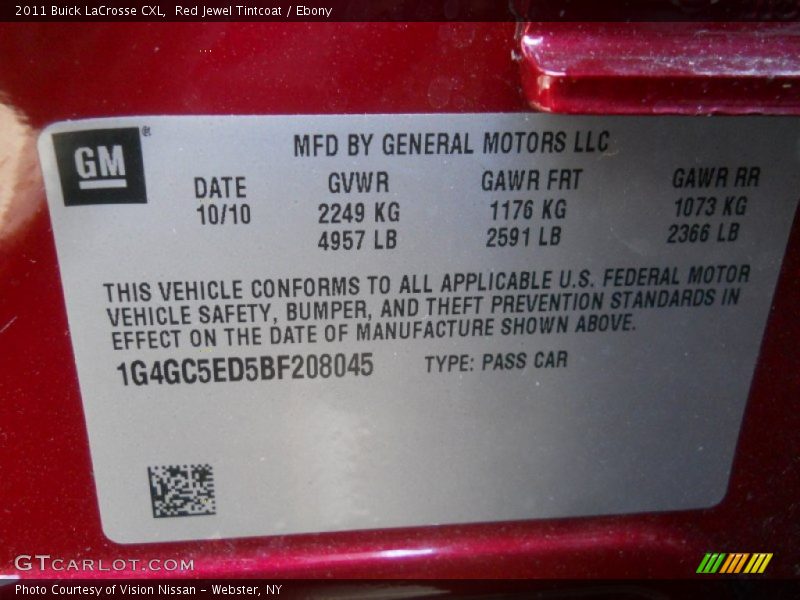 2011 Buick LaCrosse CXL, Red Jewel Tintcoat / Ebony
GM
MFD BY GENERAL MOTORS LLC
DATE GVWR GAWR FRT GAWR RR
10/10 2249 KG 1176 KG 1073 KG
4957 LB 2591 LB 2366 LB
THIS VEHICLE CONFORMS TO ALL APPLICABLE U.S. FEDERAL MOTOR
VEHICLE SAFETY, BUMPER, AND THEFT PREVENTION STANDARDS IN
EFFECT ON THE DATE OF MANUFACTURE SHOWN ABOVE.
1G4GC5ED5BF208045 TYPE: PASS CAR
GTCARLOT.COM
Photo Courtesy of Vision Nissan - Webster, NY